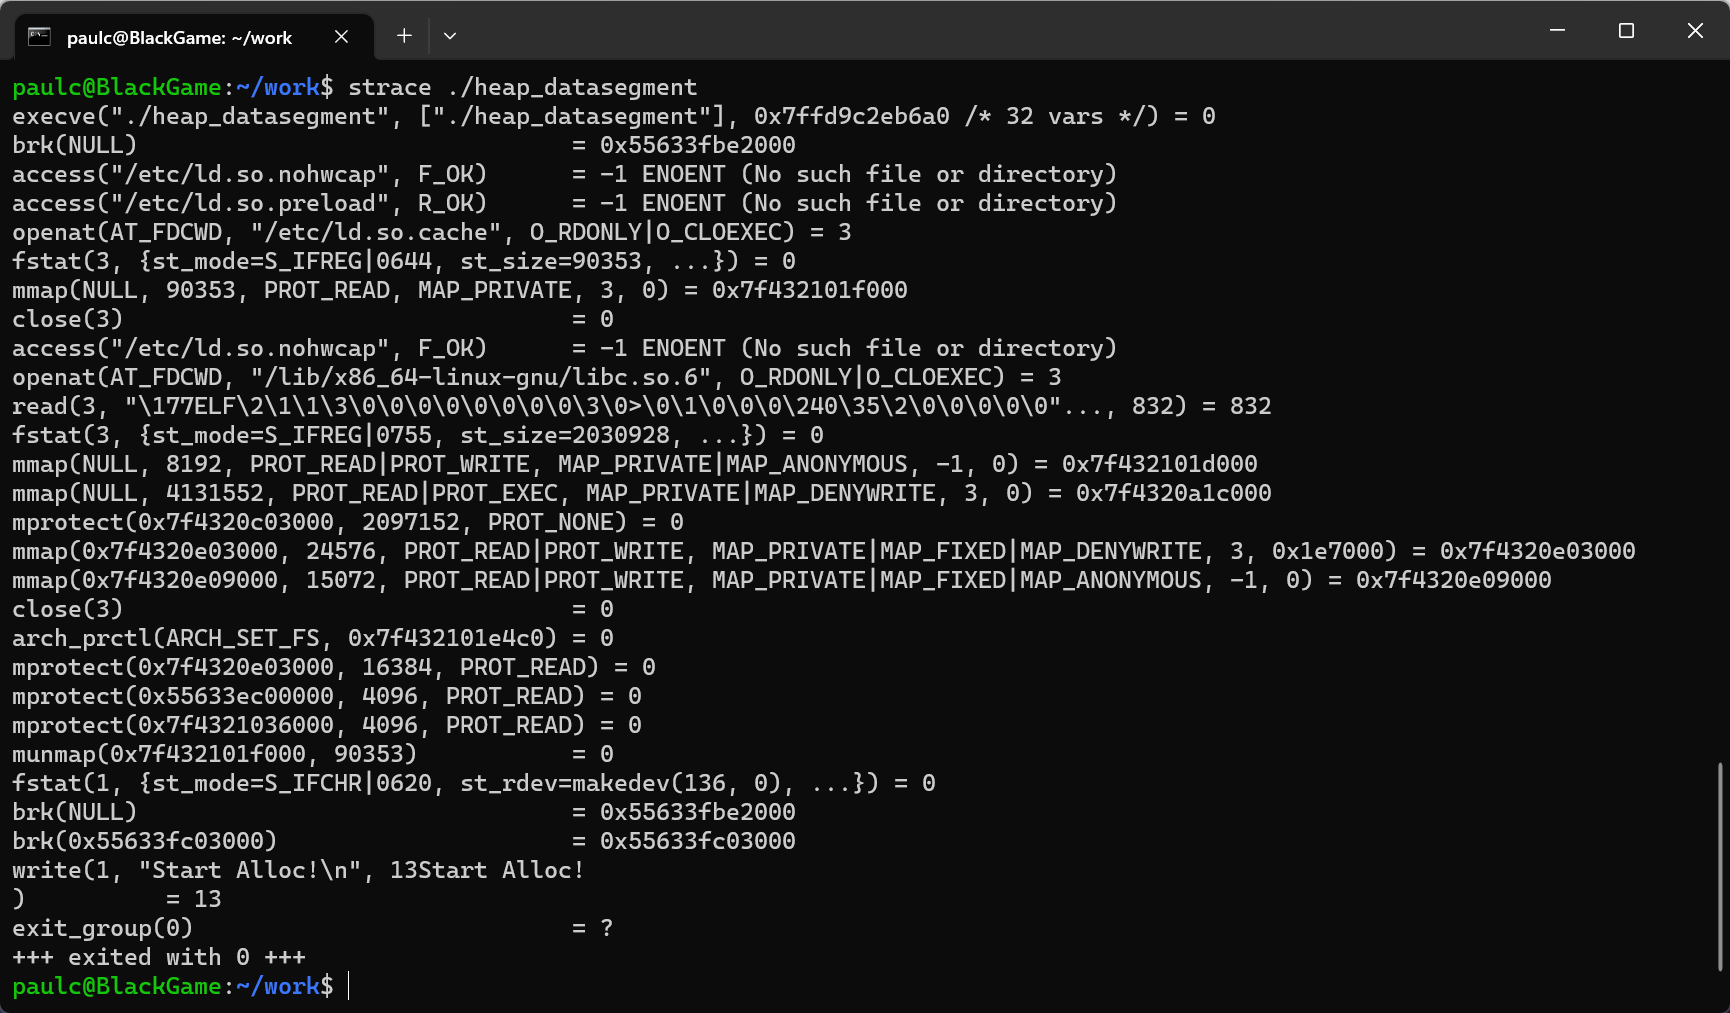 paulc@BlackGame: ~/work
paulc@BlackGame:~/work$ strace ./heap_datasegment
execve("./heap_datasegment", ["./heap_datasegment"], 0x7ffd9c2eb6a0 /* 32 vars */) = 0
brk(NULL)                               = 0x55633fbe2000
access("/etc/ld.so.nohwcap", F_OK)      = -1 ENOENT (No such file or directory)
access("/etc/ld.so.preload", R_OK)      = -1 ENOENT (No such file or directory)
openat(AT_FDCWD, "/etc/ld.so.cache", O_RDONLY|O_CLOEXEC) = 3
fstat(3, {st_mode=S_IFREG|0644, st_size=90353, ...}) = 0
mmap(NULL, 90353, PROT_READ, MAP_PRIVATE, 3, 0) = 0x7f432101f000
close(3)                                = 0
access("/etc/ld.so.nohwcap", F_OK)      = -1 ENOENT (No such file or directory)
openat(AT_FDCWD, "/lib/x86_64-linux-gnu/libc.so.6", O_RDONLY|O_CLOEXEC) = 3
read(3, "\177ELF\2\1\1\3\0\0\0\0\0\0\0\0\3\0>\0\1\0\0\0\240\35\2\0\0\0\0\0"..., 832) = 832
fstat(3, {st_mode=S_IFREG|0755, st_size=2030928, ...}) = 0
mmap(NULL, 8192, PROT_READ|PROT_WRITE, MAP_PRIVATE|MAP_ANONYMOUS, -1, 0) = 0x7f432101d000
mmap(NULL, 4131552, PROT_READ|PROT_EXEC, MAP_PRIVATE|MAP_DENYWRITE, 3, 0) = 0x7f4320a1c000
mprotect(0x7f4320c03000, 2097152, PROT_NONE) = 0
mmap(0x7f4320e03000, 24576, PROT_READ|PROT_WRITE, MAP_PRIVATE|MAP_FIXED|MAP_DENYWRITE, 3, 0x1e7000) = 0x7f4320e03000
mmap(0x7f4320e09000, 15072, PROT_READ|PROT_WRITE, MAP_PRIVATE|MAP_FIXED|MAP_ANONYMOUS, -1, 0) = 0x7f4320e09000
close(3)                                = 0
arch_prctl(ARCH_SET_FS, 0x7f432101e4c0) = 0
mprotect(0x7f4320e03000, 16384, PROT_READ) = 0
mprotect(0x55633ec00000, 4096, PROT_READ) = 0
mprotect(0x7f4321036000, 4096, PROT_READ) = 0
munmap(0x7f432101f000, 90353)           = 0
fstat(1, {st_mode=S_IFCHR|0620, st_rdev=makedev(136, 0), ...}) = 0
brk(NULL)                               = 0x55633fbe2000
brk(0x55633fc03000)                     = 0x55633fc03000
write(1, "Start Alloc!\n", 13Start Alloc!
)          = 13
exit_group(0)                           = ?
+++ exited with 0 +++
paulc@BlackGame:~/work$